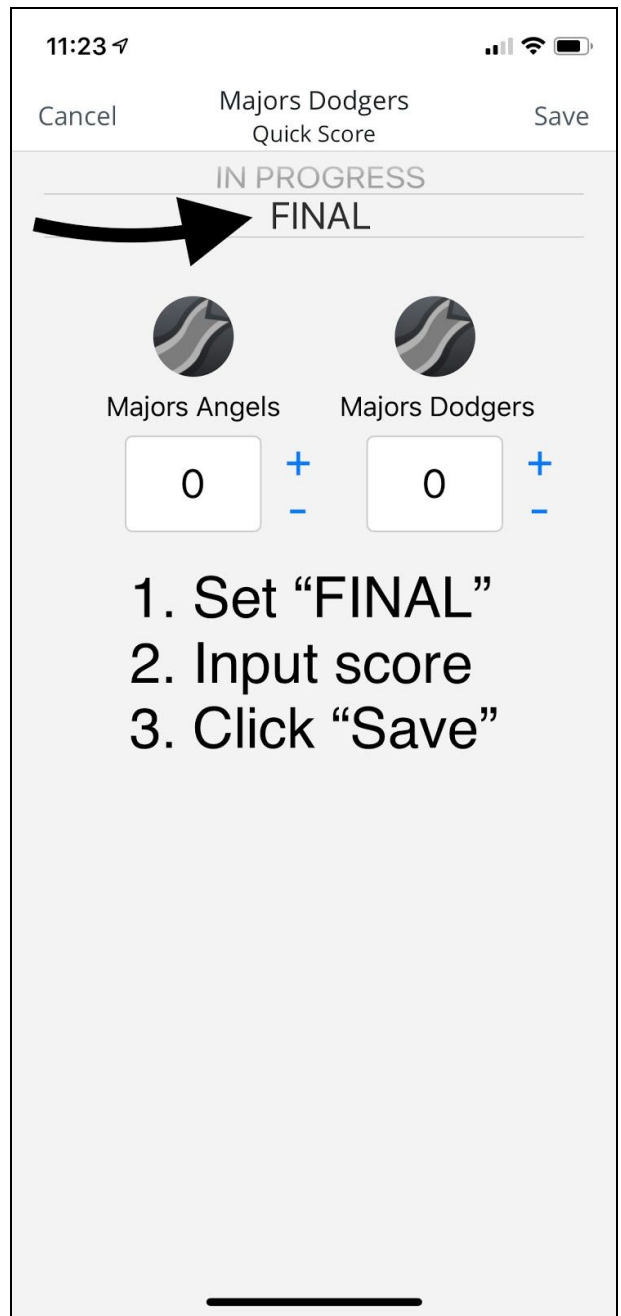 11:23
Cancel
Majors Dodgers
Save
Quick Score
IN PROGRESS
FINAL
Majors Angels
Majors Dodgers
0
+
-
0
+
-
1. Set “FINAL”
2. Input score
3. Click “Save”